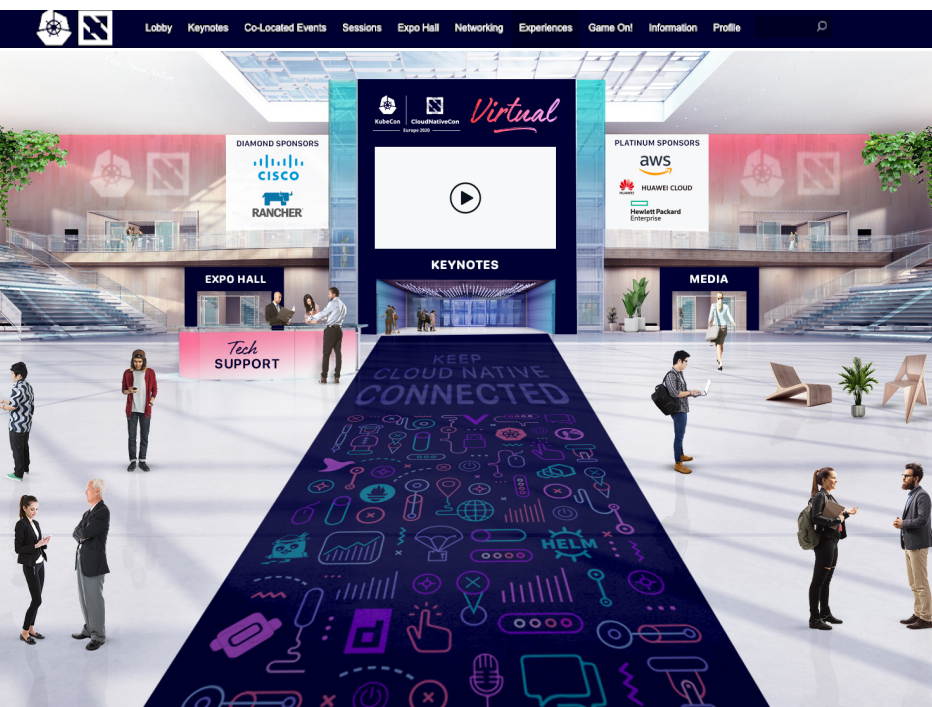 Lobby Keynotes Co-Located Events Sessions Expo Hall Networking Experiences Game On! Information Profile
KubeCon CloudNativeCon
Europe 2020
Virtual
DIAMOND SPONSORS
CISCO
RANCHER
PLATINUM SPONSORS
aws
HUAWEI
HUAWEI CLOUD
Hewlett Packard
Enterprise
KEYNOTES
EXPO HALL
MEDIA
Tech
SUPPORT
KEEP
CLOUD NATIVE
CONNECTED
HELM